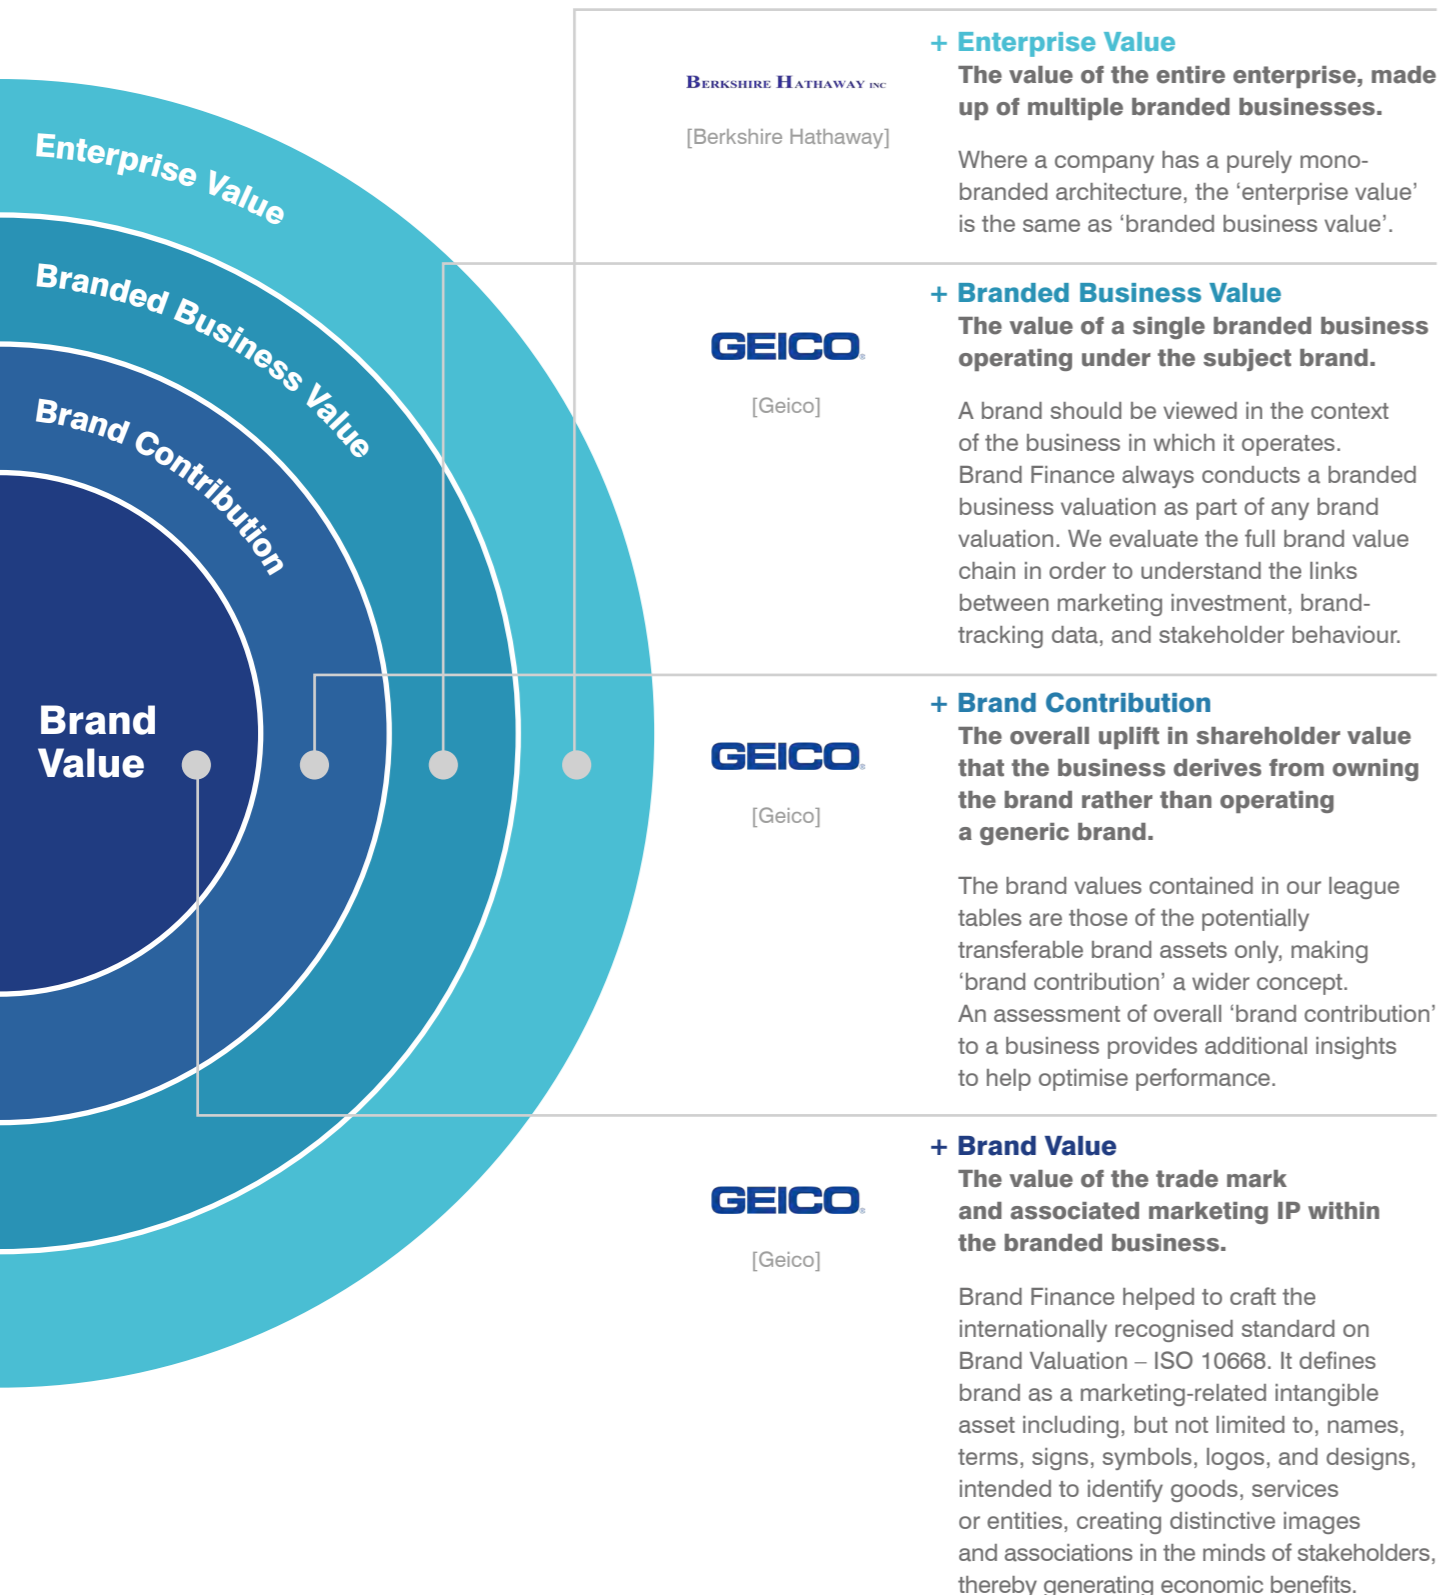 Enterprise Value
Branded Business Value
Brand Contribution
Brand
Value
BERKSHIRE HATHAWAY INC
[Berkshire Hathaway]
+ Enterprise Value
The value of the entire enterprise, made
up of multiple branded businesses.
Where a company has a purely mono-
branded architecture, the ‘enterprise value’
is the same as ‘branded business value’.
GEICO®
[Geico]
+ Branded Business Value
The value of a single branded business
operating under the subject brand.
A brand should be viewed in the context
of the business in which it operates.
Brand Finance always conducts a branded
business valuation as part of any brand
valuation. We evaluate the full brand value
chain in order to understand the links
between marketing investment, brand-
tracking data, and stakeholder behaviour.
GEICO®
[Geico]
+ Brand Contribution
The overall uplift in shareholder value
that the business derives from owning
the brand rather than operating
a generic brand.
The brand values contained in our league
tables are those of the potentially
transferable brand assets only, making
‘brand contribution’ a wider concept.
An assessment of overall ‘brand contribution’
to a business provides additional insights
to help optimise performance.
GEICO®
[Geico]
+ Brand Value
The value of the trade mark
and associated marketing IP within
the branded business.
Brand Finance helped to craft the
internationally recognised standard on
Brand Valuation – ISO 10668. It defines
brand as a marketing-related intangible
asset including, but not limited to, names,
terms, signs, symbols, logos, and designs,
intended to identify goods, services
or entities, creating distinctive images
and associations in the minds of stakeholders,
thereby generating economic benefits.